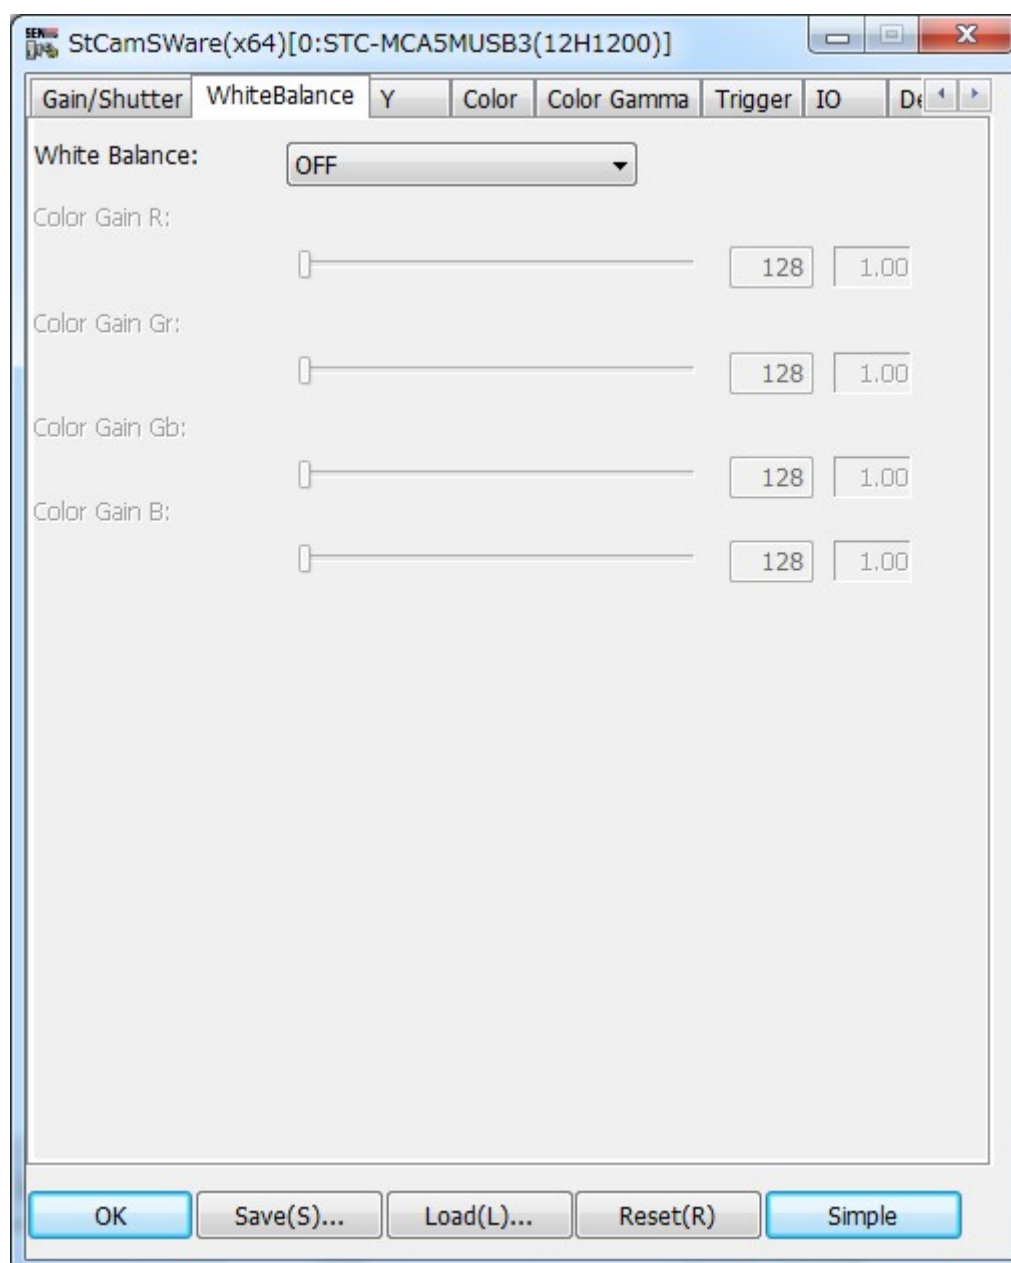 StCamSWare(x64)[0:STC-MCA5MUSB3(12H1200)]
Gain/Shutter WhiteBalance Y Color Color Gamma Trigger IO De
White Balance: OFF
Color Gain R:
128 1.00
Color Gain Gr:
128 1.00
Color Gain Gb:
128 1.00
Color Gain B:
128 1.00
OK Save(S)... Load(L)... Reset(R) Simple